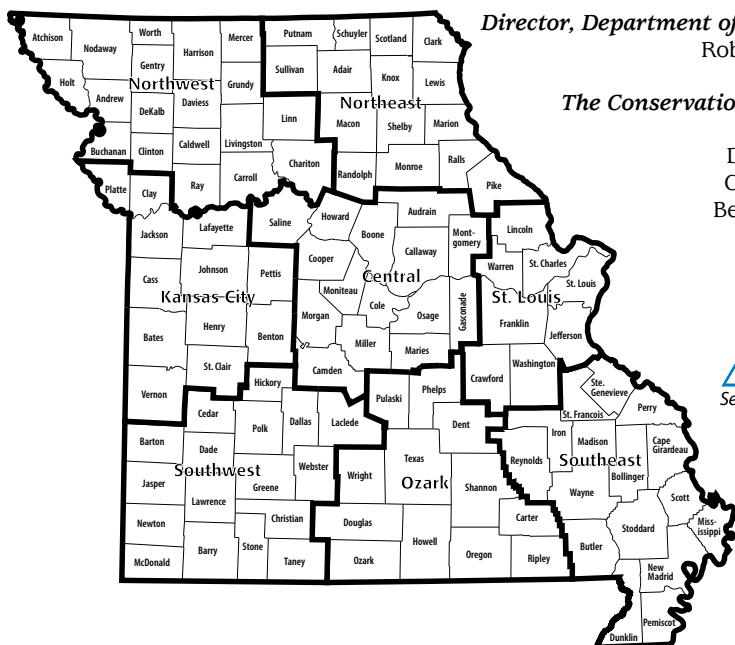 Director, Department of
Rob
The Conservatio
D
C
Be
Se
Atchison
Nodaway
Worth
Harrison
Mercer
Putnam
Schuyler
Scotland
Clark
Gentry
Sullivan
Adair
Knox
Lewis
Holt
Northwest
Grundy
Andrew
DeKalb
Daviess
Northeast
Linn
Macon
Shelby
Marion
Buchanan
Clinton
Caldwell
Livingston
Chariton
Randolph
Monroe
Ralls
Platte
Clay
Ray
Carroll
Pike
Jackson
Lafayette
Saline
Howard
Boone
Audrain
Mont-
gomery
Lincoln
Cooper
Callaway
Warren
St. Charles
St. Louis
Cass
Johnson
Pettis
Central
Moniteau
Cole
Osage
Gasconade
Kansas City
St. Louis
Morgan
Franklin
Jefferson
Bates
Henry
Benton
Miller
Maries
St. Clair
Camden
Crawford
Washington
Vernon
Hickory
Pulaski
Phelps
Ste.
Genevieve
Perry
Cedar
Polk
Dallas
Laclede
Dent
St. Francois
Iron
Madison
Cape
Girardeau
Barton
Dade
Southwest
Webster
Wright
Texas
Reynolds
Southeast
Bollinger
Jasper
Greene
Ozark
Shannon
Wayne
Scott
Lawrence
Christian
Douglas
Carter
Stoddard
Miss-
issippi
Newton
Stone
Howell
Butler
McDonald
Barry
Taney
Ozark
Oregon
Ripley
New
Madrid
Pemiscot
Dunklin